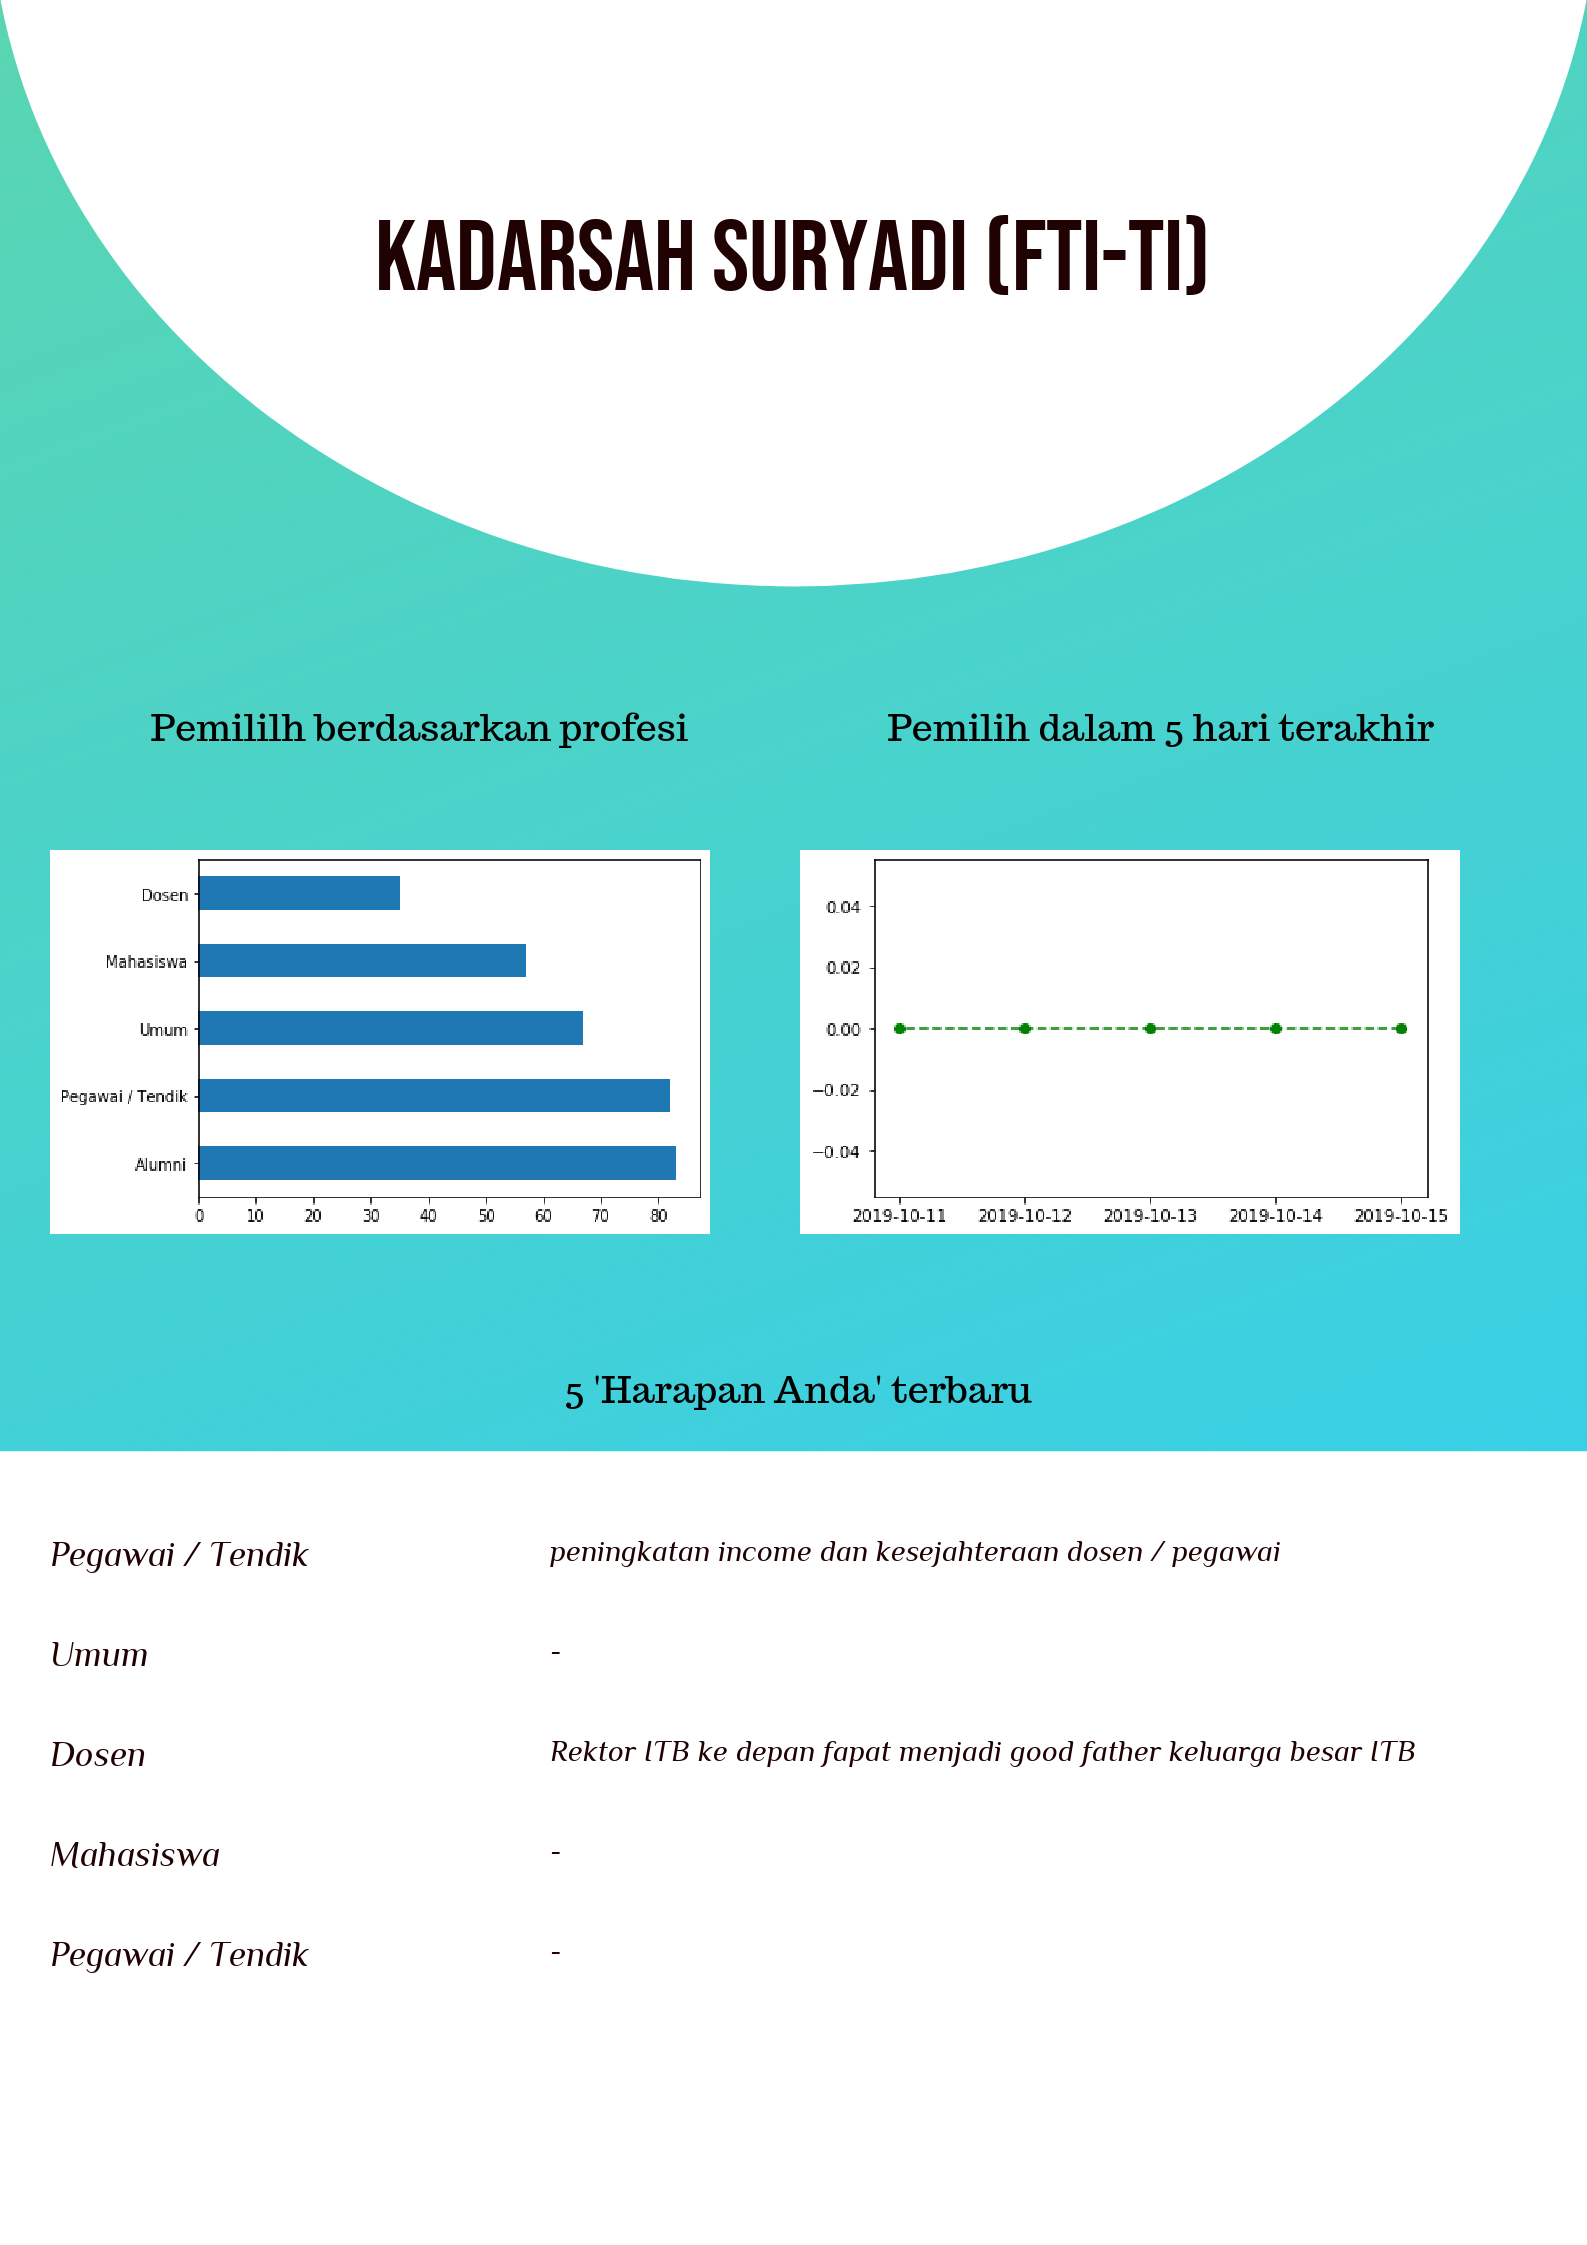 KADARSAH SURYADI (FTI-TI)
Pemililh berdasarkan profesi
Pemilih dalam 5 hari terakhir
Dosen
Mahasiswa
Umum
Pegawai / Tendik
Alumni
0 10 20 30 40 50 60 70 80
0.04
0.02
0.00
−0.02
−0.04
2019-10-11 2019-10-12 2019-10-13 2019-10-14 2019-10-15
5 'Harapan Anda' terbaru
Pegawai / Tendik peningkatan income dan kesejahteraan dosen / pegawai
Umum -
Dosen Rektor ITB ke depan fapat menjadi good father keluarga besar ITB
Mahasiswa -
Pegawai / Tendik -